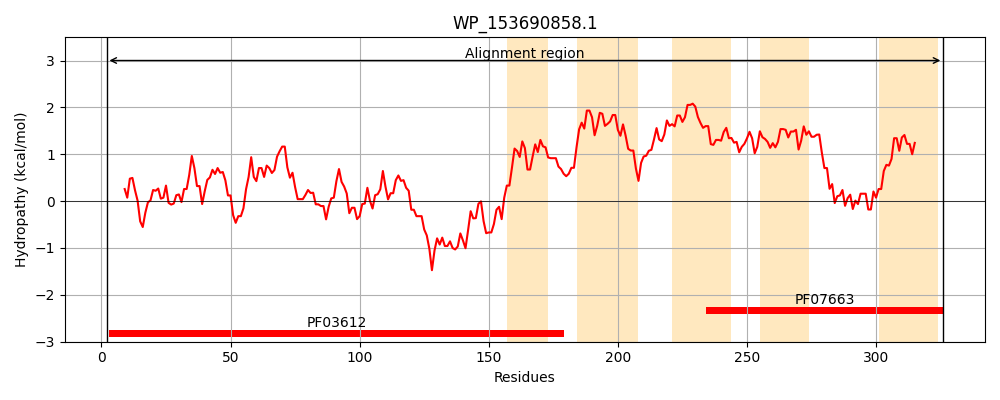 WP_153690858.1
Alignment region
3
2
1
0
−1
−2
−3
Hydropathy (kcal/mol)
PF07663
PF03612
0 50 100 150 200 250 300
Residues